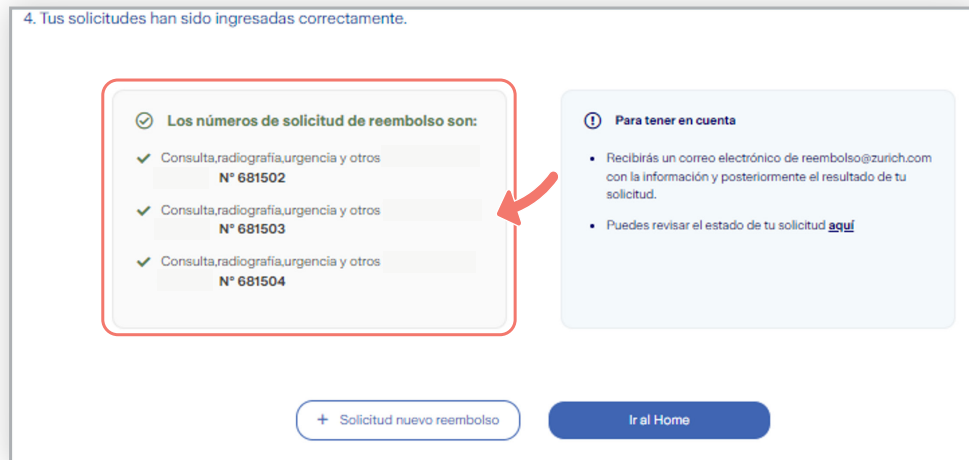 4. Tus solicitudes han sido ingresadas correctamente.
Los números de solicitud de reembolso son:
Consulta,radiografía,urgencia y otros
N° 681502
Consulta,radiografía,urgencia y otros
N° 681503
Consulta,radiografía,urgencia y otros
N° 681504
Para tener en cuenta
• Recibirás un correo electrónico de reembolso@zurich.com
con la información y posteriormente el resultado de tu
solicitud.
• Puedes revisar el estado de tu solicitud aquí
+ Solicitud nuevo reembolso
Ir al Home